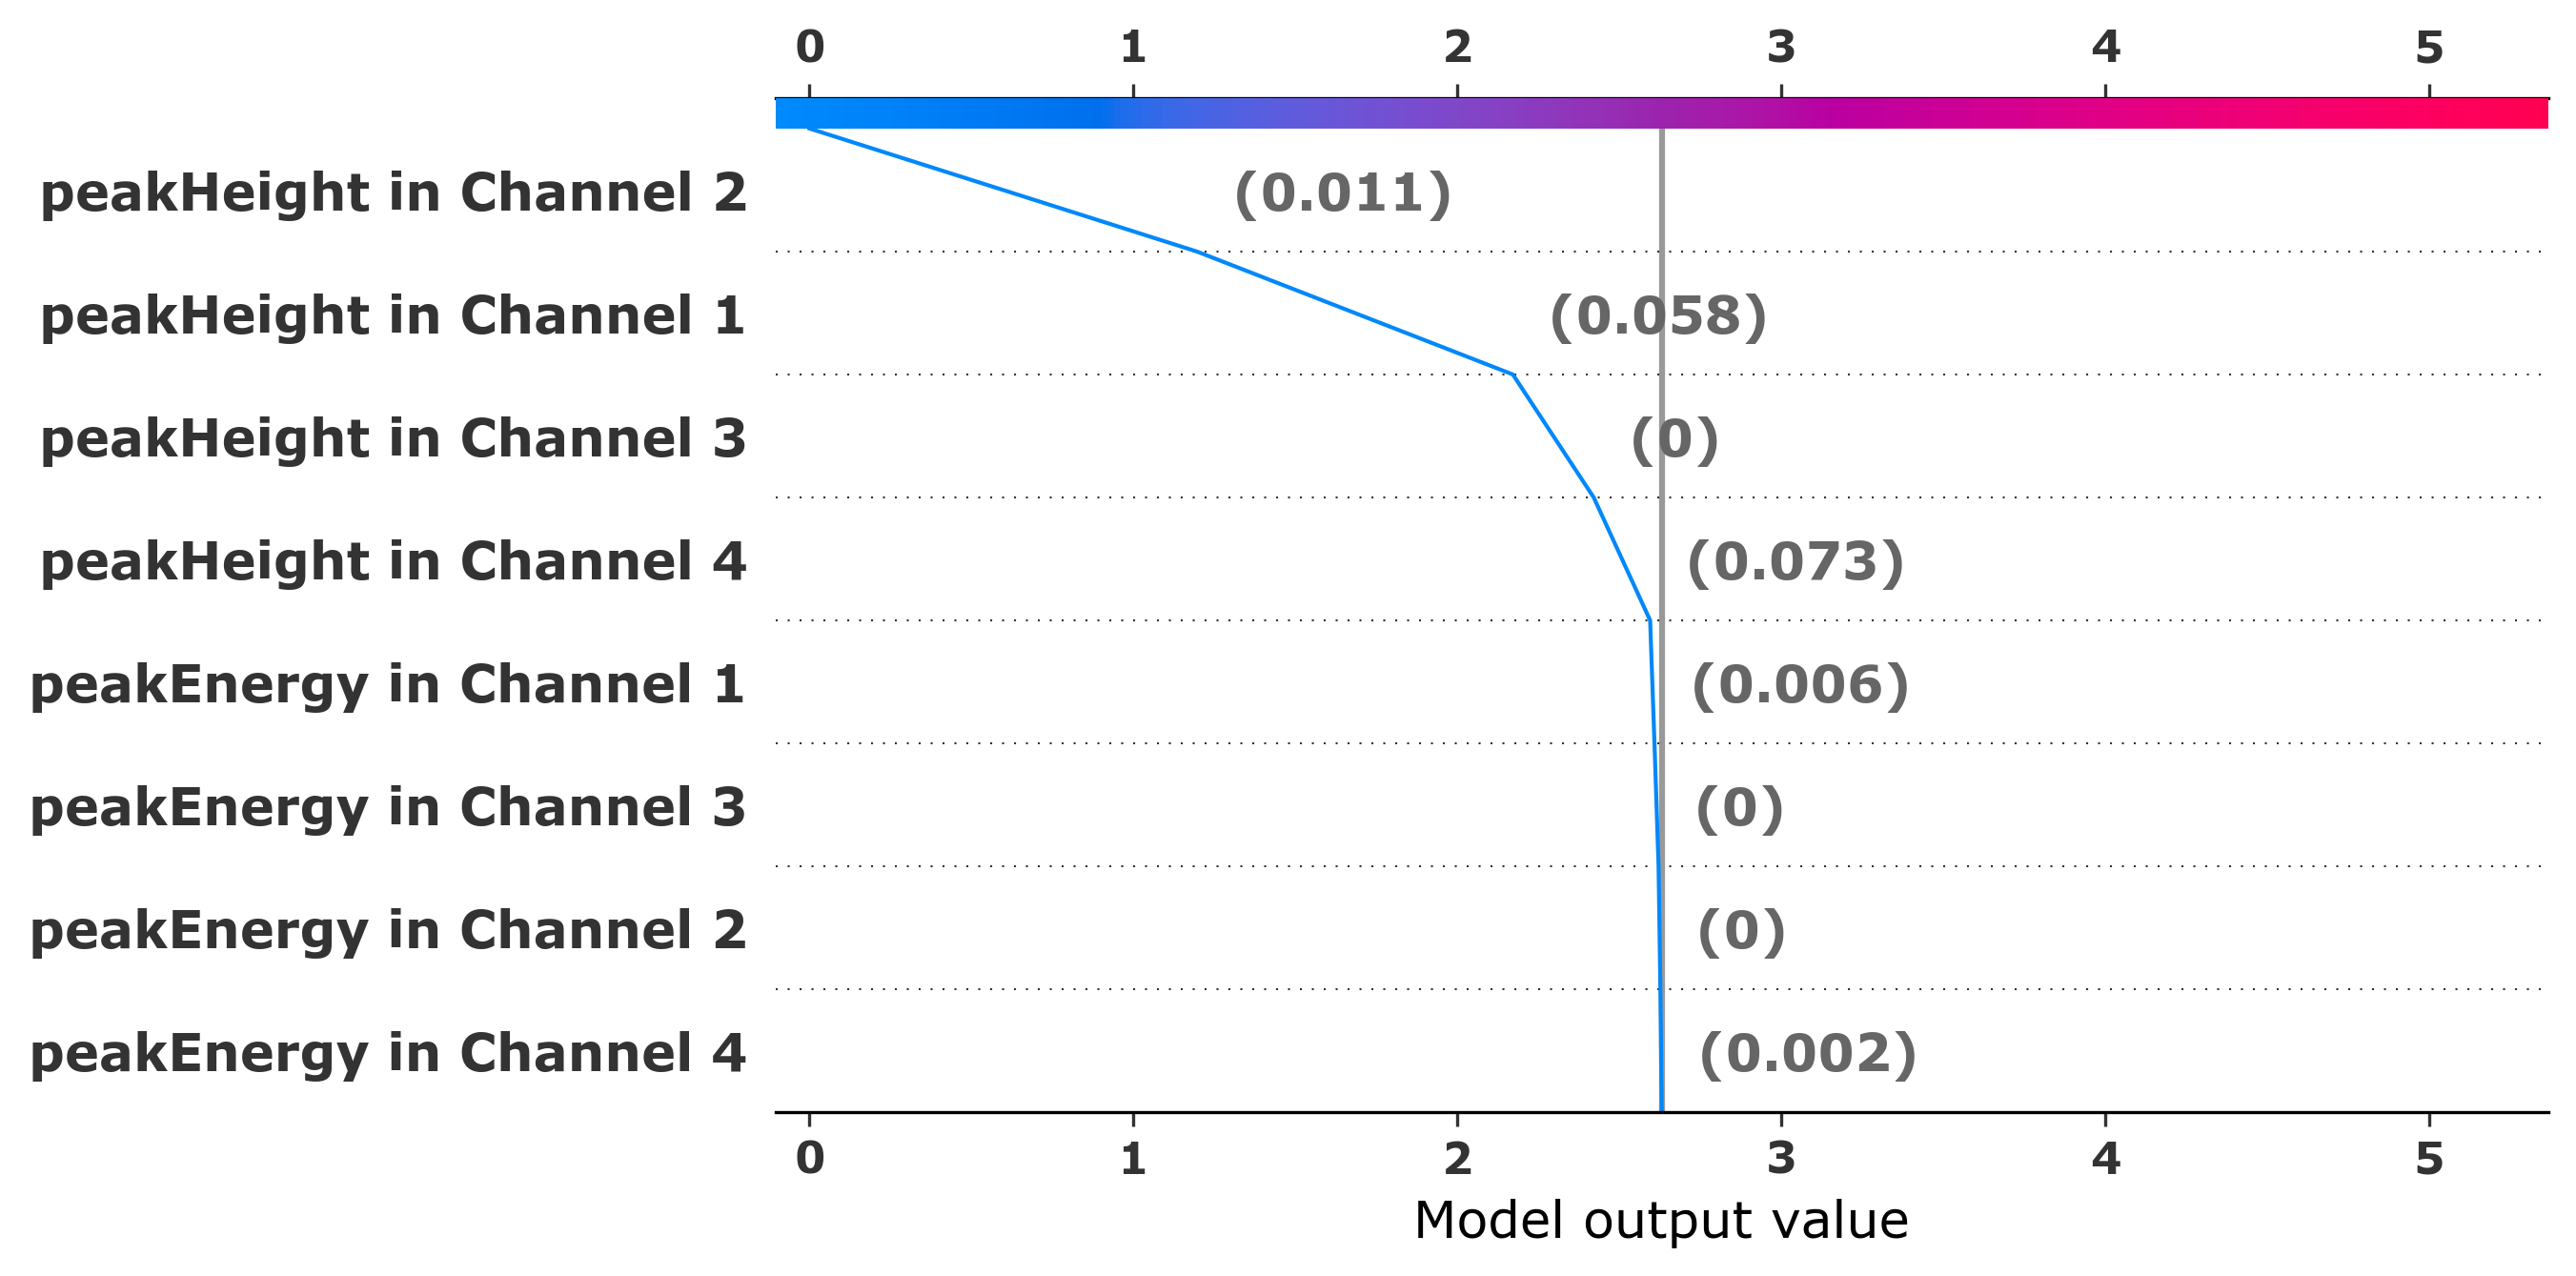 0 1 2 3 4 5
peakHeight in Channel 2 (0.011)
peakHeight in Channel 1 (0.058)
peakHeight in Channel 3 (0)
peakHeight in Channel 4 (0.073)
peakEnergy in Channel 1 (0.006)
peakEnergy in Channel 3 (0)
peakEnergy in Channel 2 (0)
peakEnergy in Channel 4 (0.002)
0 1 2 3 4 5
Model output value